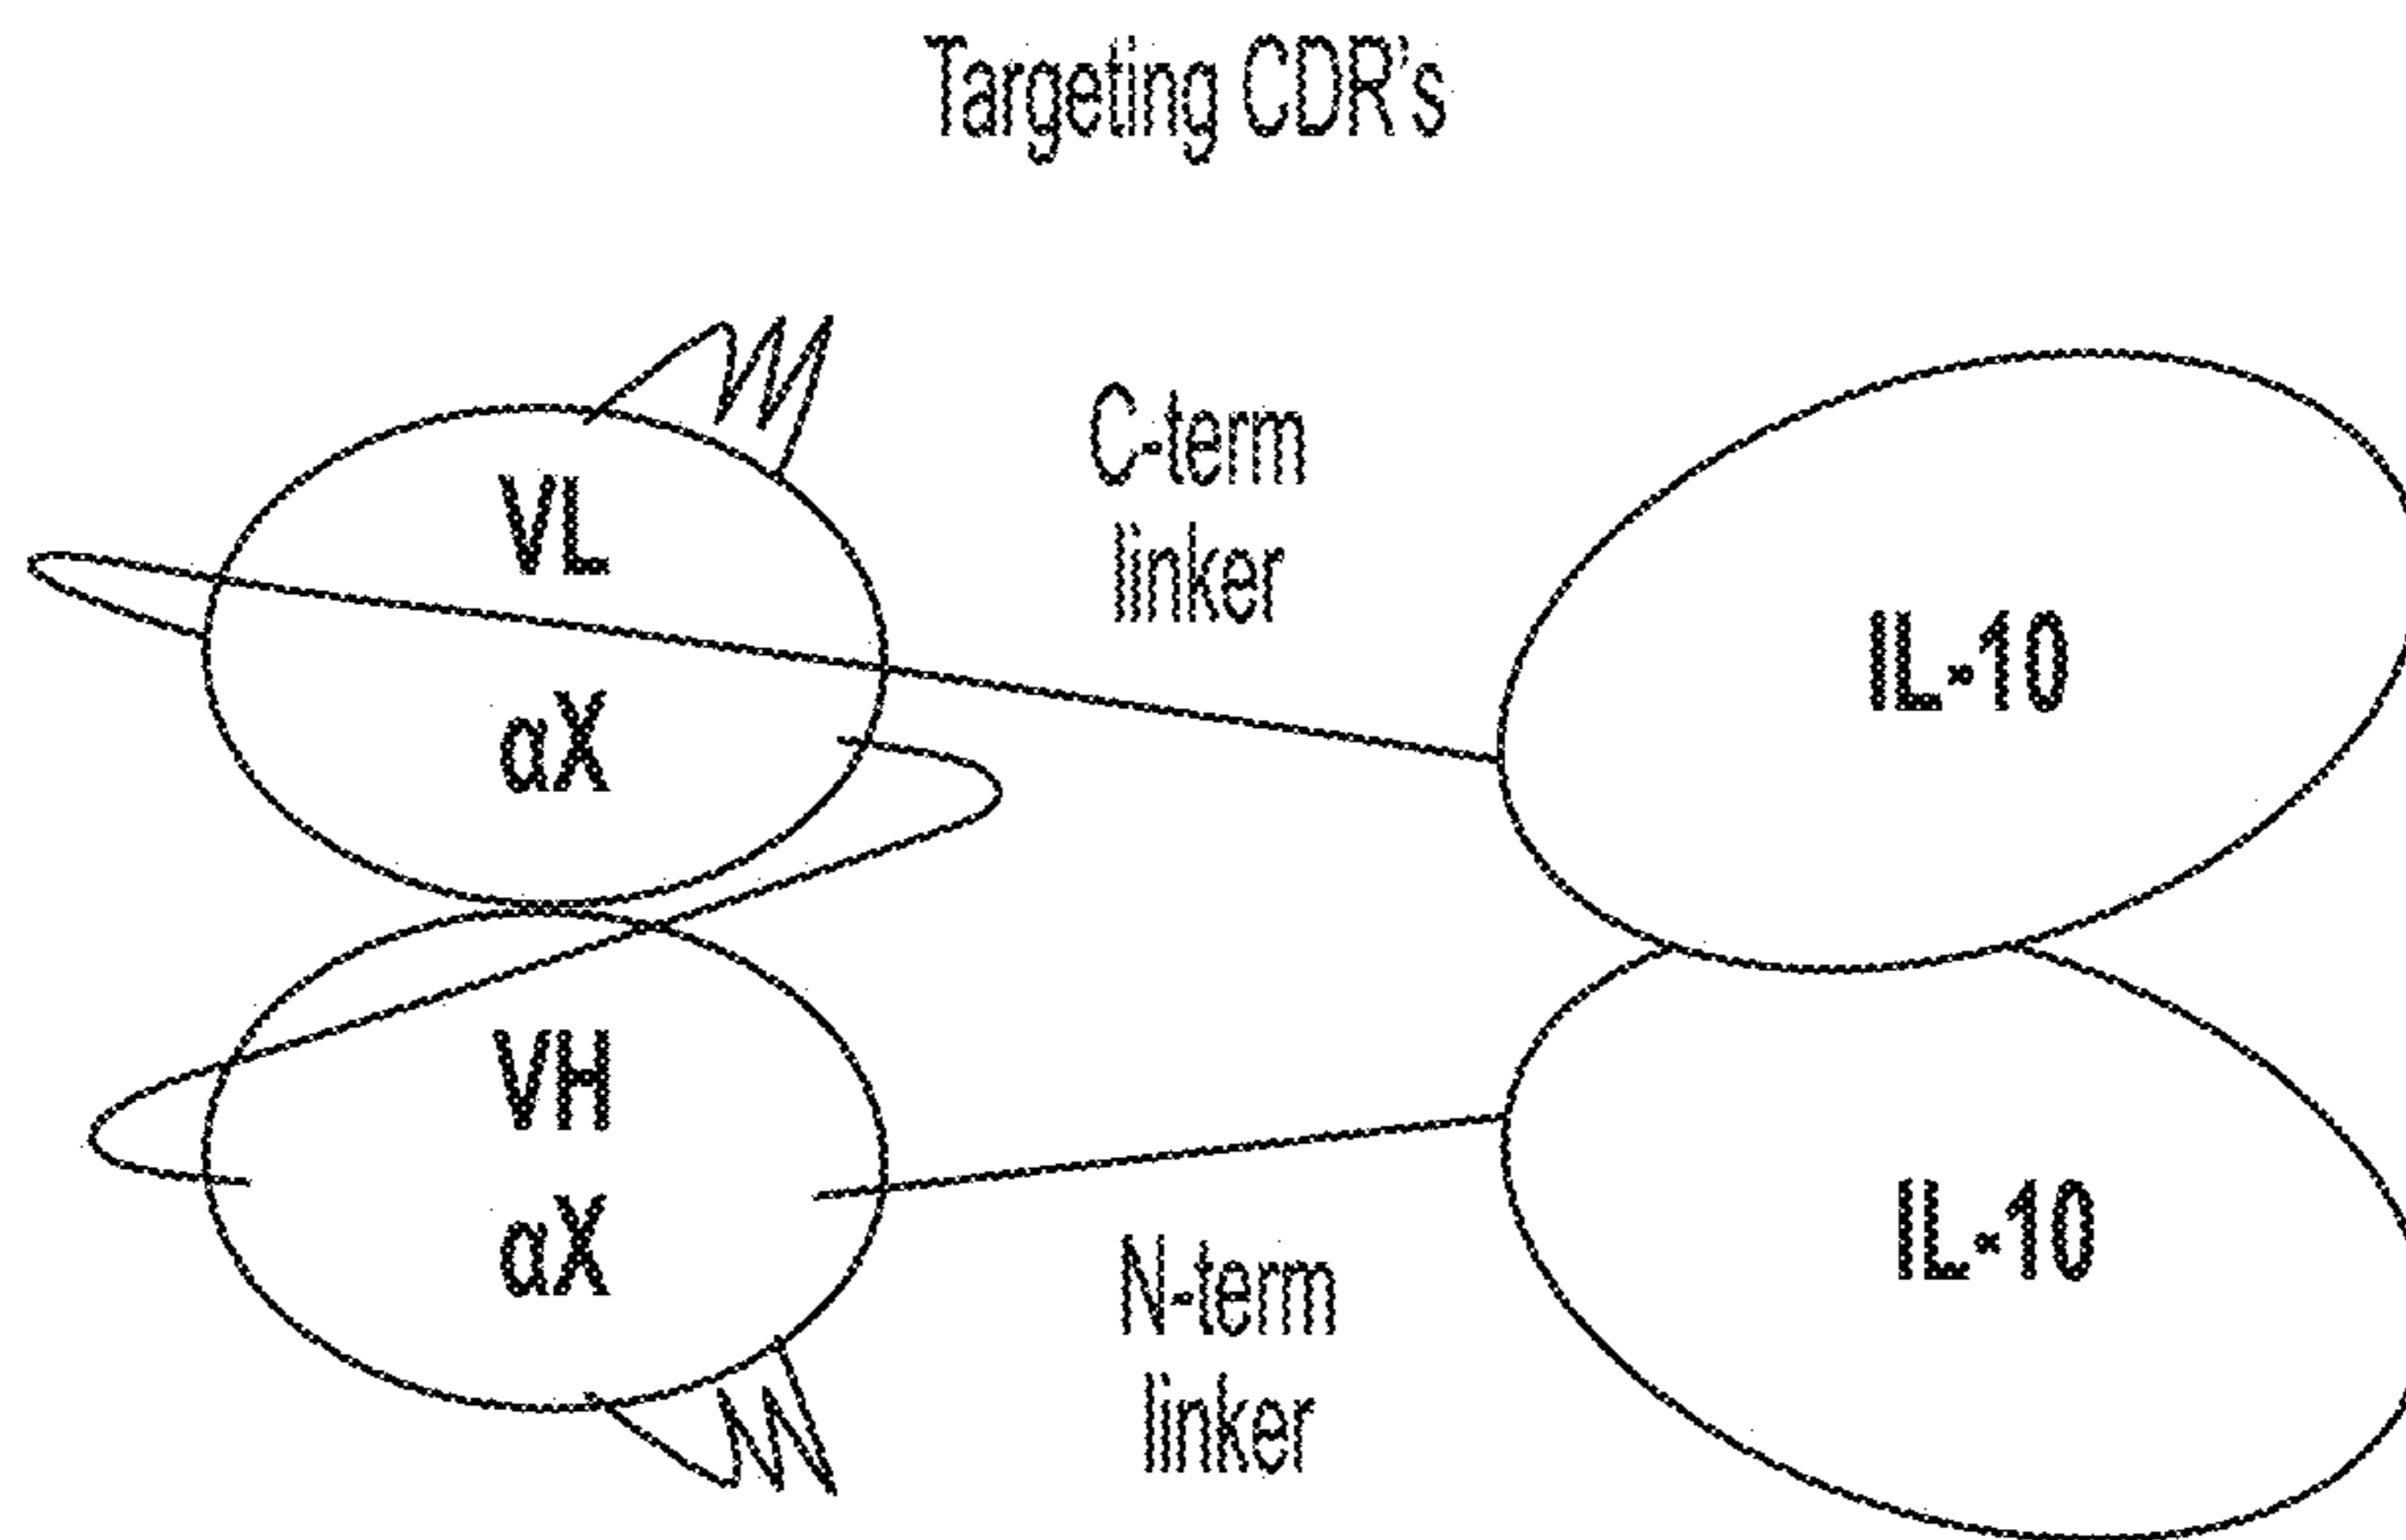 Targeting CDR's
VL
αX
C-term
linker
IL-10
VH
αX
N-term
linker
IL-10